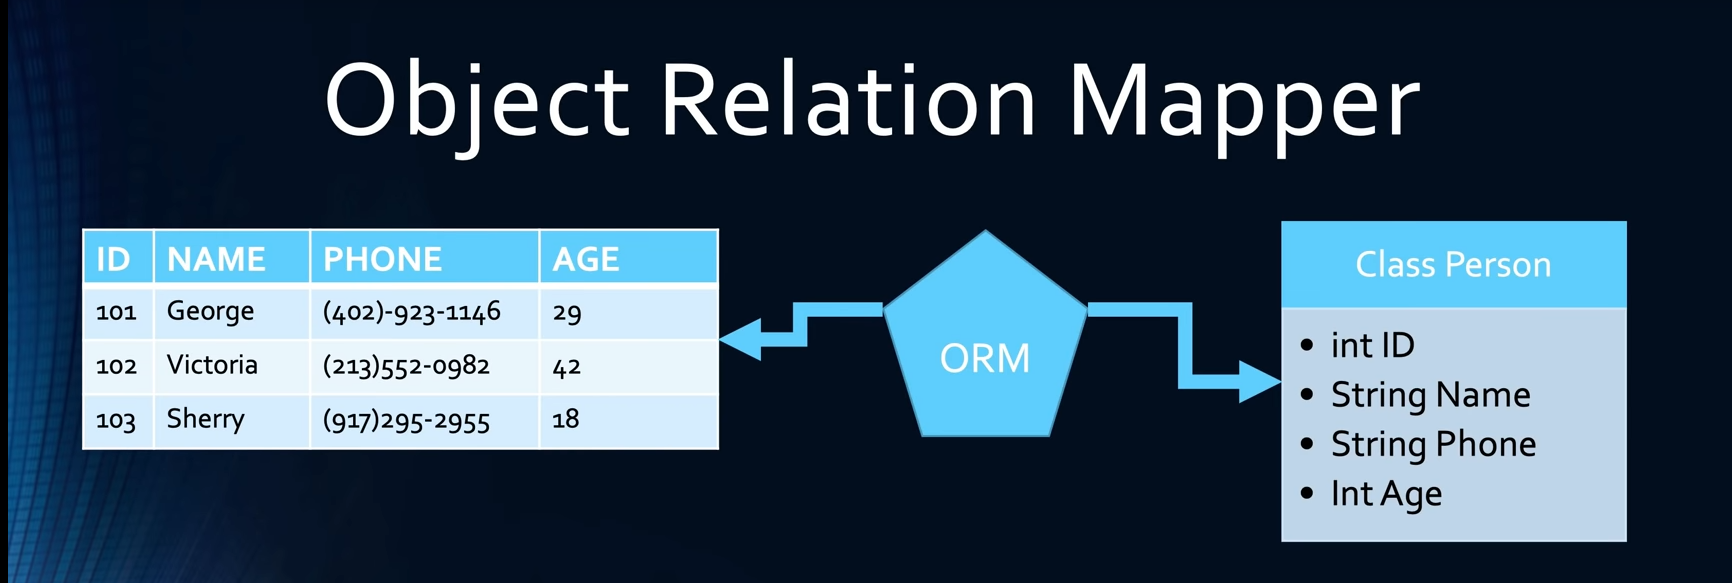 Object Relation Mapper
ID NAME PHONE AGE
101 George (402)-923-1146 29
102 Victoria (213)552-0982 42
103 Sherry (917)295-2955 18
ORM
Class Person
• int ID
• String Name
• String Phone
• Int Age